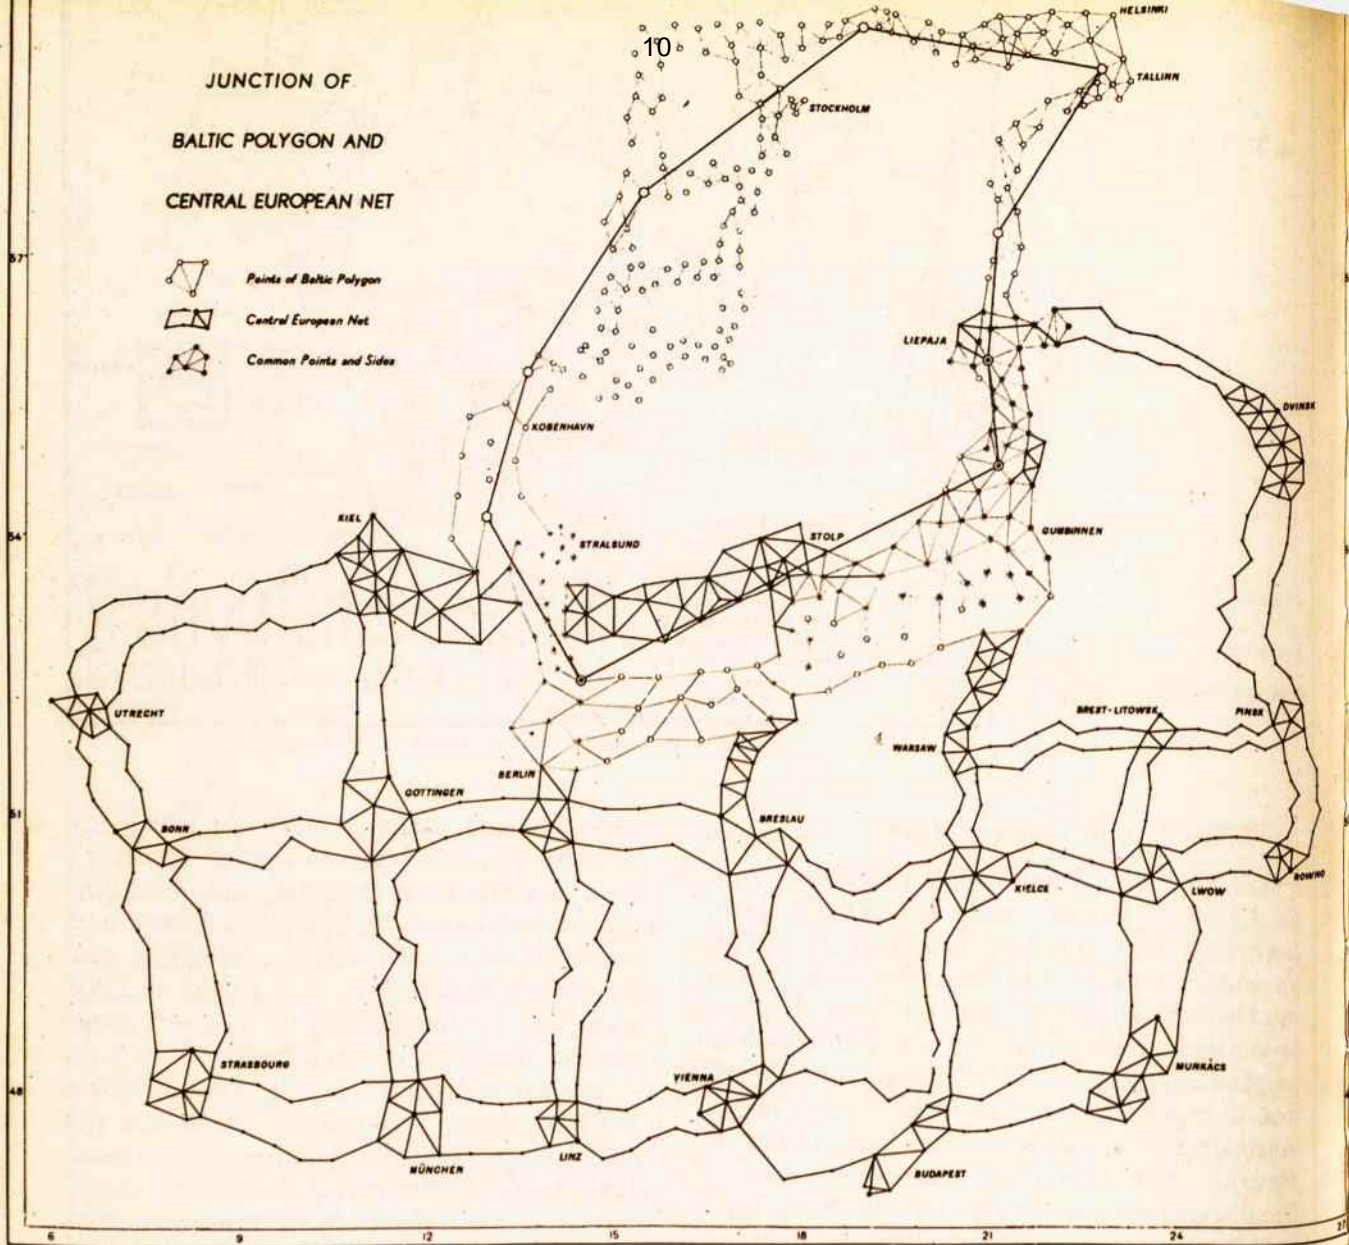 10
HELSINKI
JUNCTION OF
TALLINN
BALTIC POLYGON AND
STOCKHOLM
CENTRAL EUROPEAN NET
57
Points of Baltic Polygon
Central European Net
LIEPAJA
Common Points and Sides
DVINSK
KOBENHAVN
KIEL
54
STRALSUND
STOLP
GUMBINNEN
UTRECHT
BREST-LITOWSK
PINSK
WARSAW
BERLIN
GÖTTINGEN
51
BONN
BRESLAU
KIELCE
LWOW
ROWNO
STRASBOURG
VIENNA
MUNKÁCS
48
MÜNCHEN
LINZ
BUDAPEST
6 9 12 15 18 21 24 27